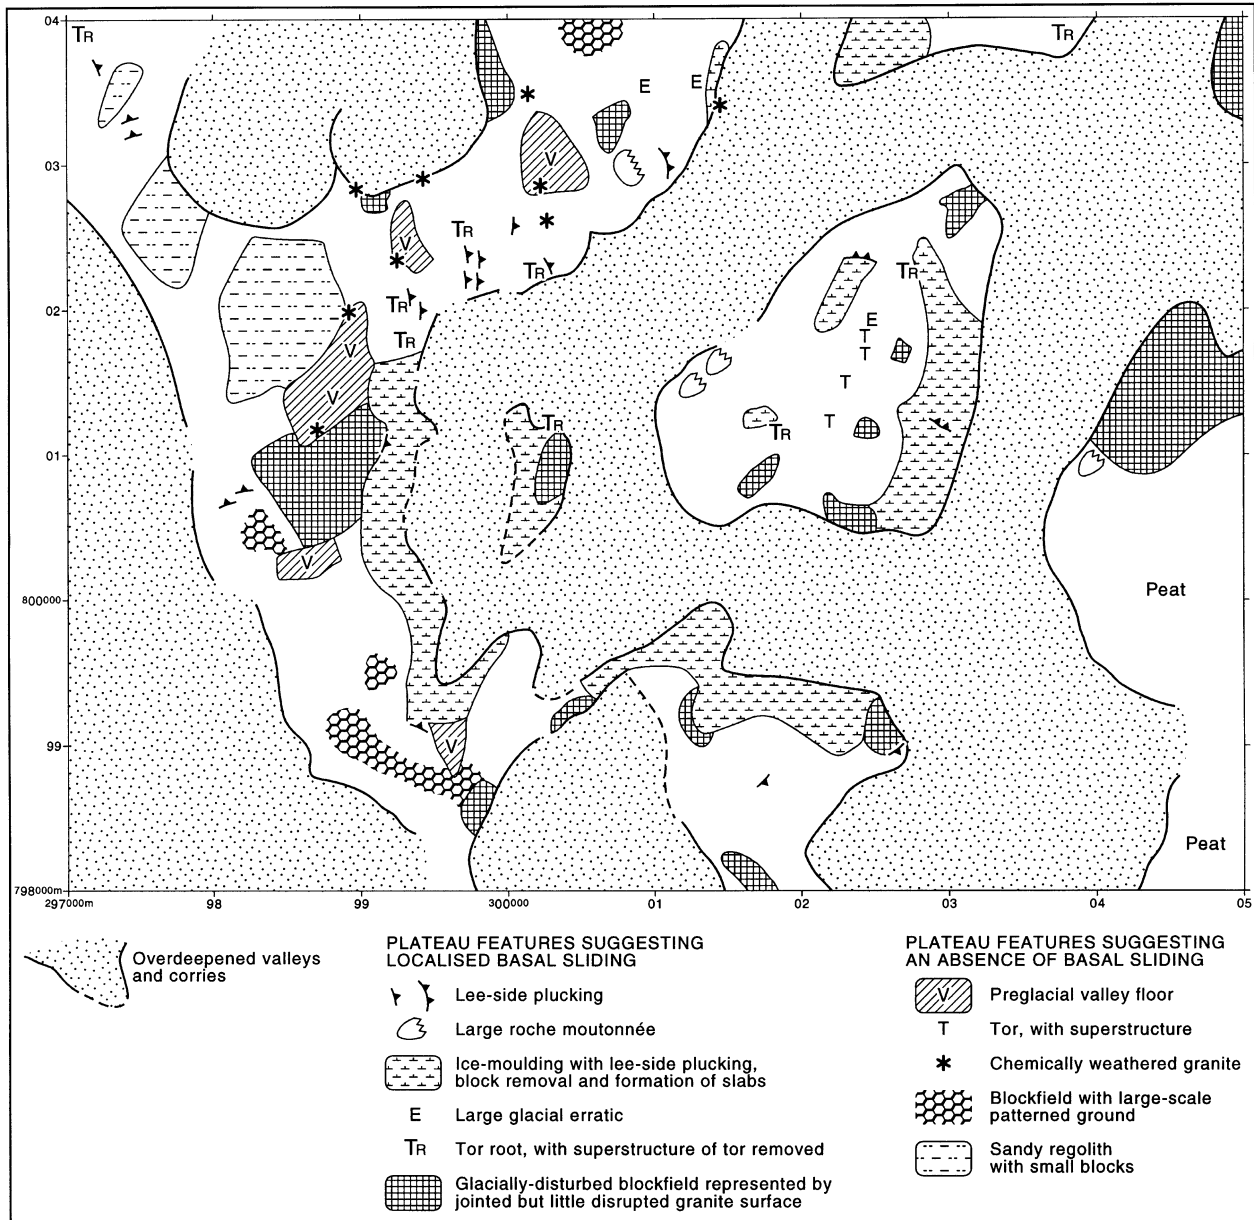 04
TR
TR
E
E
03
V
V
TR
TR
TR
02
E
T
T
TR
TR
V
T
V
T
TR
TR
01
V
Peat
800000
99
V
Peat
798000m
297000m
98
99
300000
01
02
03
04
05
Overdeepened valleys
and corries
PLATEAU FEATURES SUGGESTING
LOCALISED BASAL SLIDING
Lee-side plucking
Large roche moutonnée
Ice-moulding with lee-side plucking,
block removal and formation of slabs
E Large glacial erratic
TR Tor root, with superstructure of tor removed
Glacially-disturbed blockfield represented by
jointed but little disrupted granite surface
PLATEAU FEATURES SUGGESTING
AN ABSENCE OF BASAL SLIDING
V Preglacial valley floor
T Tor, with superstructure
Chemically weathered granite
Blockfield with large-scale
patterned ground
Sandy regolith
with small blocks